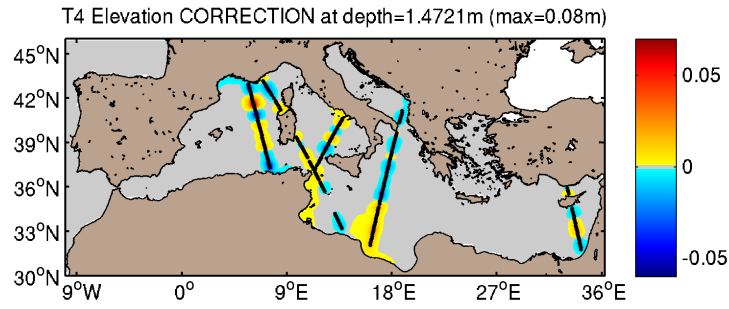 T4 Elevation CORRECTION at depth=1.4721m (max=0.08m)
45°N
42°N
39°N
36°N
33°N
30°N
9°W 0° 9°E 18°E 27°E 36°E
0.05
0
-0.05